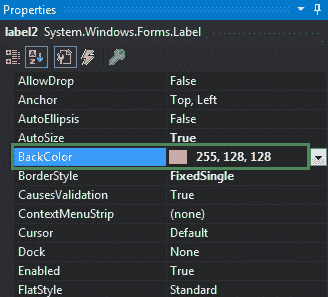 Properties
label2 System.Windows.Forms.Label
AllowDrop False
Anchor Top, Left
AutoEllipsis False
AutoSize True
BackColor 255, 128, 128
BorderStyle FixedSingle
CausesValidation True
ContextMenuStrip (none)
Cursor Default
Dock None
Enabled True
FlatStyle Standard